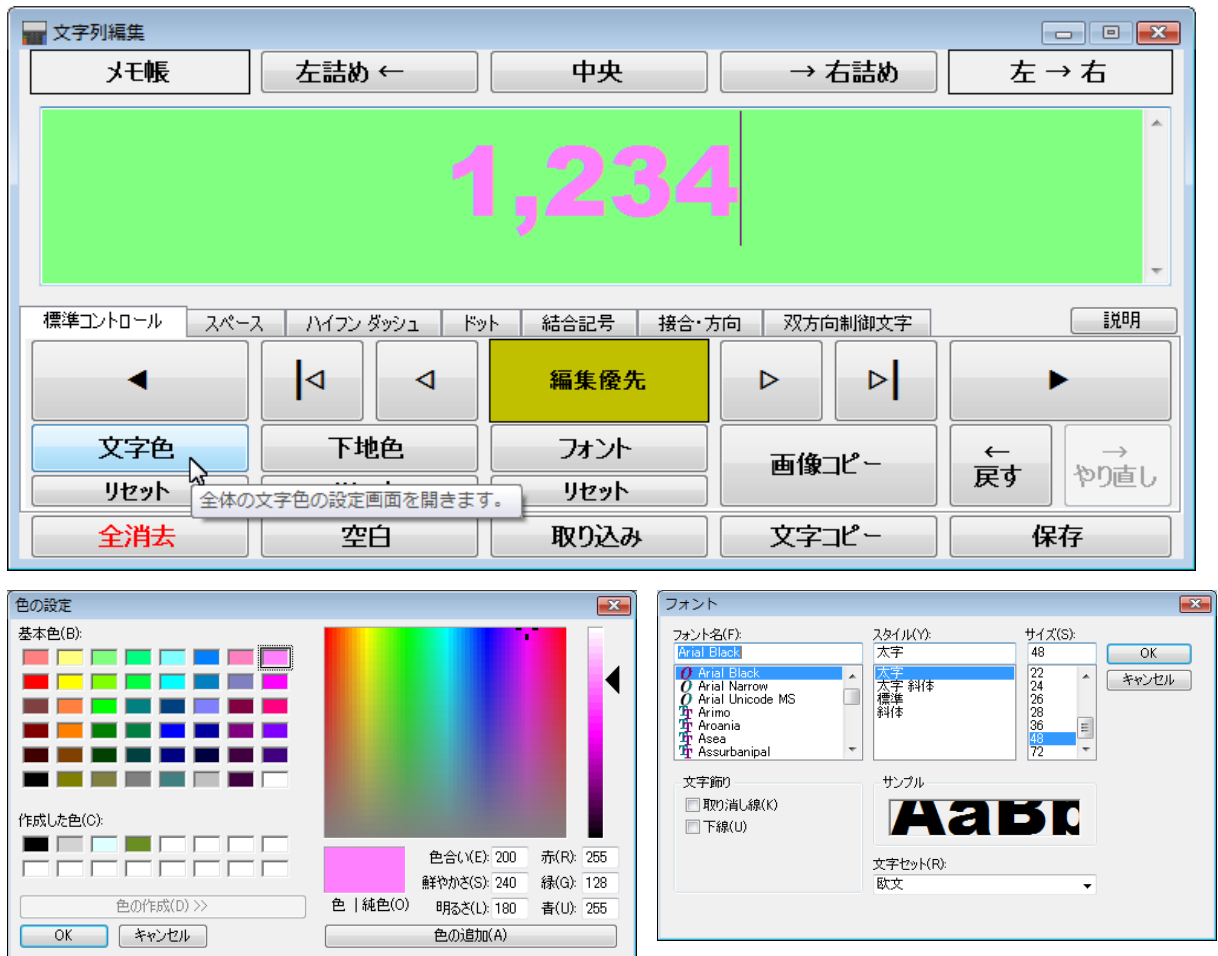 文字列編集
メモ帳 左詰め ← 中央 → 右詰め 左 → 右
1,234
標準コントロール スペース ハイフン ダッシュ ドット 結合記号 接合・方向 双方向制御文字 説明
編集優先
文字色 下地色 フォント 画像コピー ← 戻す → やり直し
リセット リセット
全体の文字色の設定画面を開きます。
全消去 空白 取り込み 文字コピー 保存
色の設定
基本色(B):
作成した色(C):
色の作成(D) >>
OK キャンセル
色 | 純色(O)
色合い(E): 200 赤(R): 255
鮮やかさ(S): 240 緑(G): 128
明るさ(L): 180 青(U): 255
色の追加(A)
フォント
フォント名(F): スタイル(Y): サイズ(S):
Arial Black 太字 48 OK
Arial Black 太字 22 キャンセル
Arial Narrow 太字 斜体 24
Arial Unicode MS 標準 26
Arimo 斜体 28
Aroania 36
Asea 48
Assurbanipal 72
文字飾り サンプル
取り消し線(K)
下線(U)
AaBb
文字セット(R):
欧文